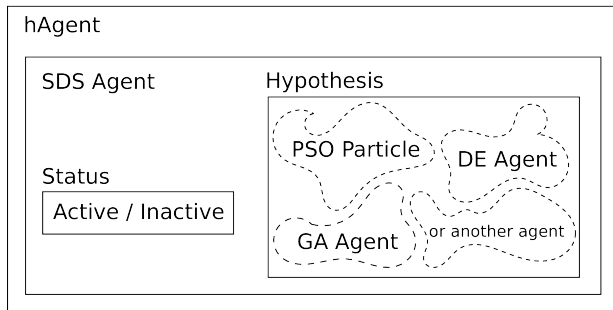 hAgent
SDS Agent
Hypothesis
PSO Particle
DE Agent
Status
Active / Inactive
GA Agent
or another agent